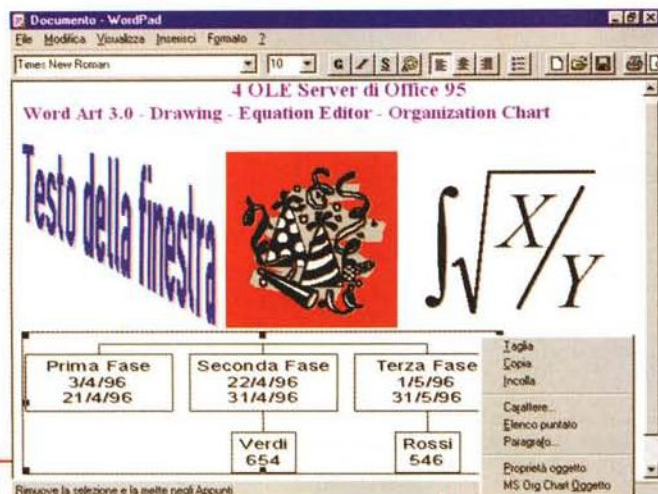 Documento - WordPad
File Modifica Visualizza Inserisci Formato ?
Times New Roman 10 G S
4 OLE Server di Office 95
Word Art 3.0 - Drawing - Equation Editor - Organization Chart
Testo della finestra
∫√X/Y
Prima Fase
3/4/96
21/4/96
Seconda Fase
22/4/96
31/4/96
Terza Fase
1/5/96
31/5/96
Verdi
654
Rossi
546
Taglia
Copia
Incolla
Carattere...
Elenco puntato
Paragrafo...
Proprietà oggetto
MS Org Chart Oggetto
Rimuove la selezione e la mette negli Appunti